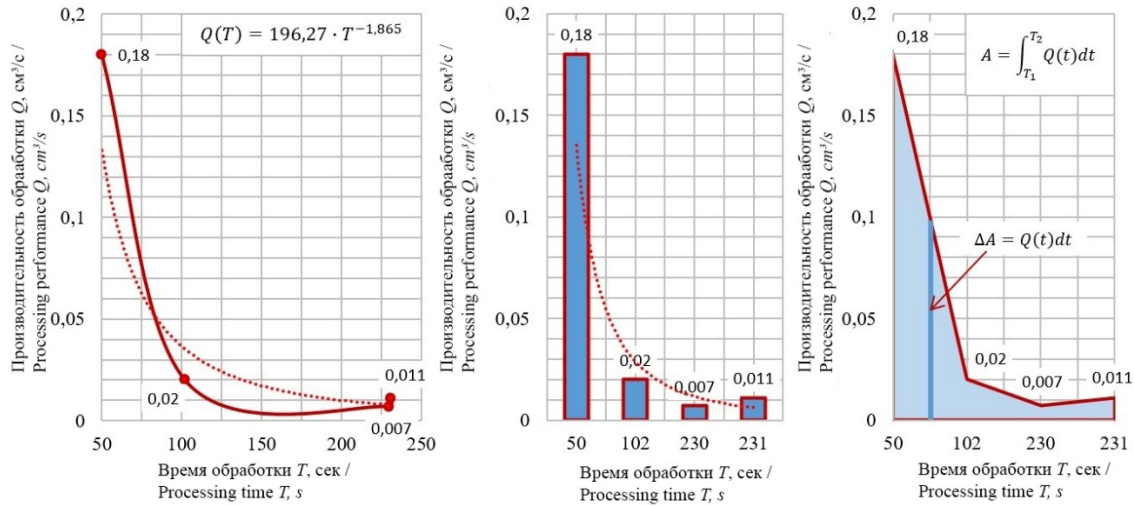 Производительность обрааботки Q, см³/с /
Processing performance Q, cm³/s
0,2
0,15
0,1
0,05
0
Q(T) = 196,27 · T^−1,865
0,18
0,02
0,011
0,007
50 100 150 200 250
Время обработки T, сек /
Processing time T, s
Производительность обрааботки Q, см³/с /
Processing performance Q, cm³/s
0,2
0,15
0,1
0,05
0
0,18
0,02
0,007
0,011
50 102 230 231
Время обработки T, сек /
Processing time T, s
Производительность обрааботки Q, см³/с /
Processing performance Q, cm³/s
0,2
0,15
0,1
0,05
0
0,18
A = ∫_{T₁}^{T₂} Q(t)dt
ΔA = Q(t)dt
0,02
0,007
0,011
50 102 230 231
Время обработки T, сек /
Processing time T, s